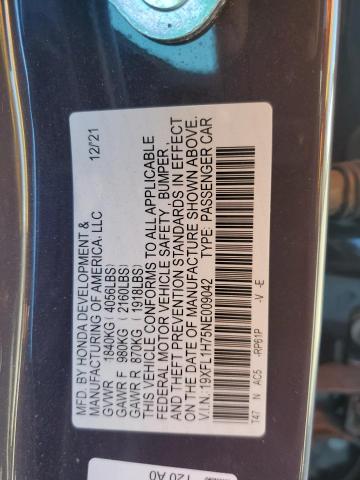 MFD. BY HONDA DEVELOPMENT &
MANUFACTURING OF AMERICA, LLC 12/'21
GVWR 1840KG (4056LBS)
GAWR F 980KG (2160LBS)
GAWR R 870KG (1918LBS)
THIS VEHICLE CONFORMS TO ALL APPLICABLE
FEDERAL MOTOR VEHICLE SAFETY, BUMPER,
AND THEFT PREVENTION STANDARDS IN EFFECT
ON THE DATE OF MANUFACTURE SHOWN ABOVE.
V.I.N: 19XFL1H75NE009042 TYPE: PASSENGER CAR
T47 N AC5 -RP61P -V -E
T20 A0